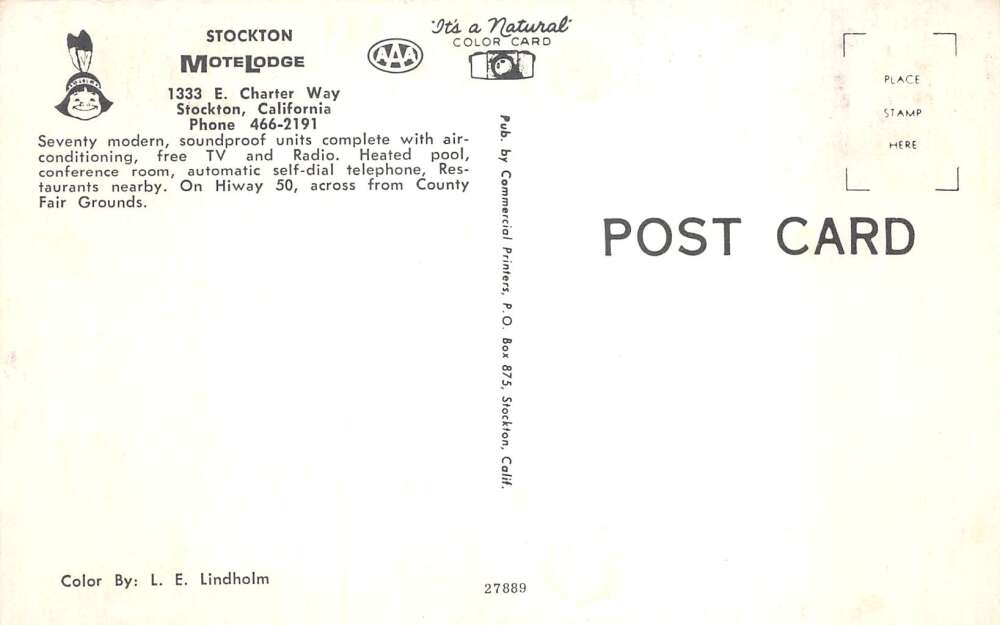 STOCKTON
MOTELODGE
1333 E. Charter Way
Stockton, California
Phone 466-2191
Seventy modern, soundproof units complete with air-
conditioning, free TV and Radio. Heated pool,
conference room, automatic self-dial telephone, Res-
taurants nearby. On Hiway 50, across from County
Fair Grounds.
AAA
"It's a Natural"
COLOR CARD
Pub. by Commercial Printers, P.O. Box 875, Stockton, Calif.
PLACE
STAMP
HERE
POST CARD
Color By: L. E. Lindholm
27889